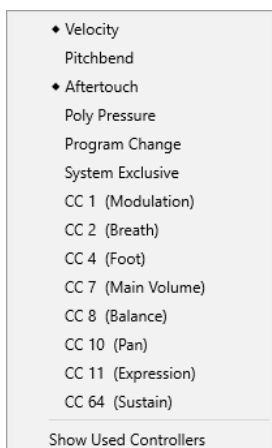 ◆ Velocity
Pitchbend
◆ Aftertouch
Poly Pressure
Program Change
System Exclusive
CC 1 (Modulation)
CC 2 (Breath)
CC 4 (Foot)
CC 7 (Main Volume)
CC 8 (Balance)
CC 10 (Pan)
CC 11 (Expression)
CC 64 (Sustain)
Show Used Controllers